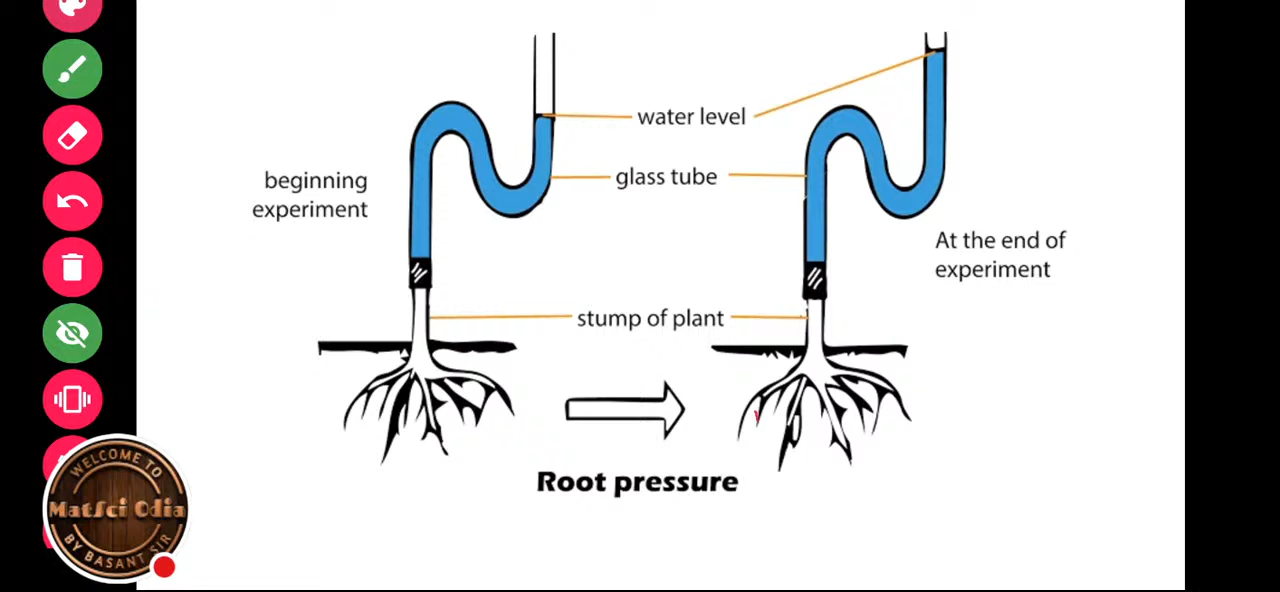 water level
glass tube
beginning
experiment
At the end of
experiment
stump of plant
Root pressure
WELCOME TO
MatSci Odia
BY BASANT SIR